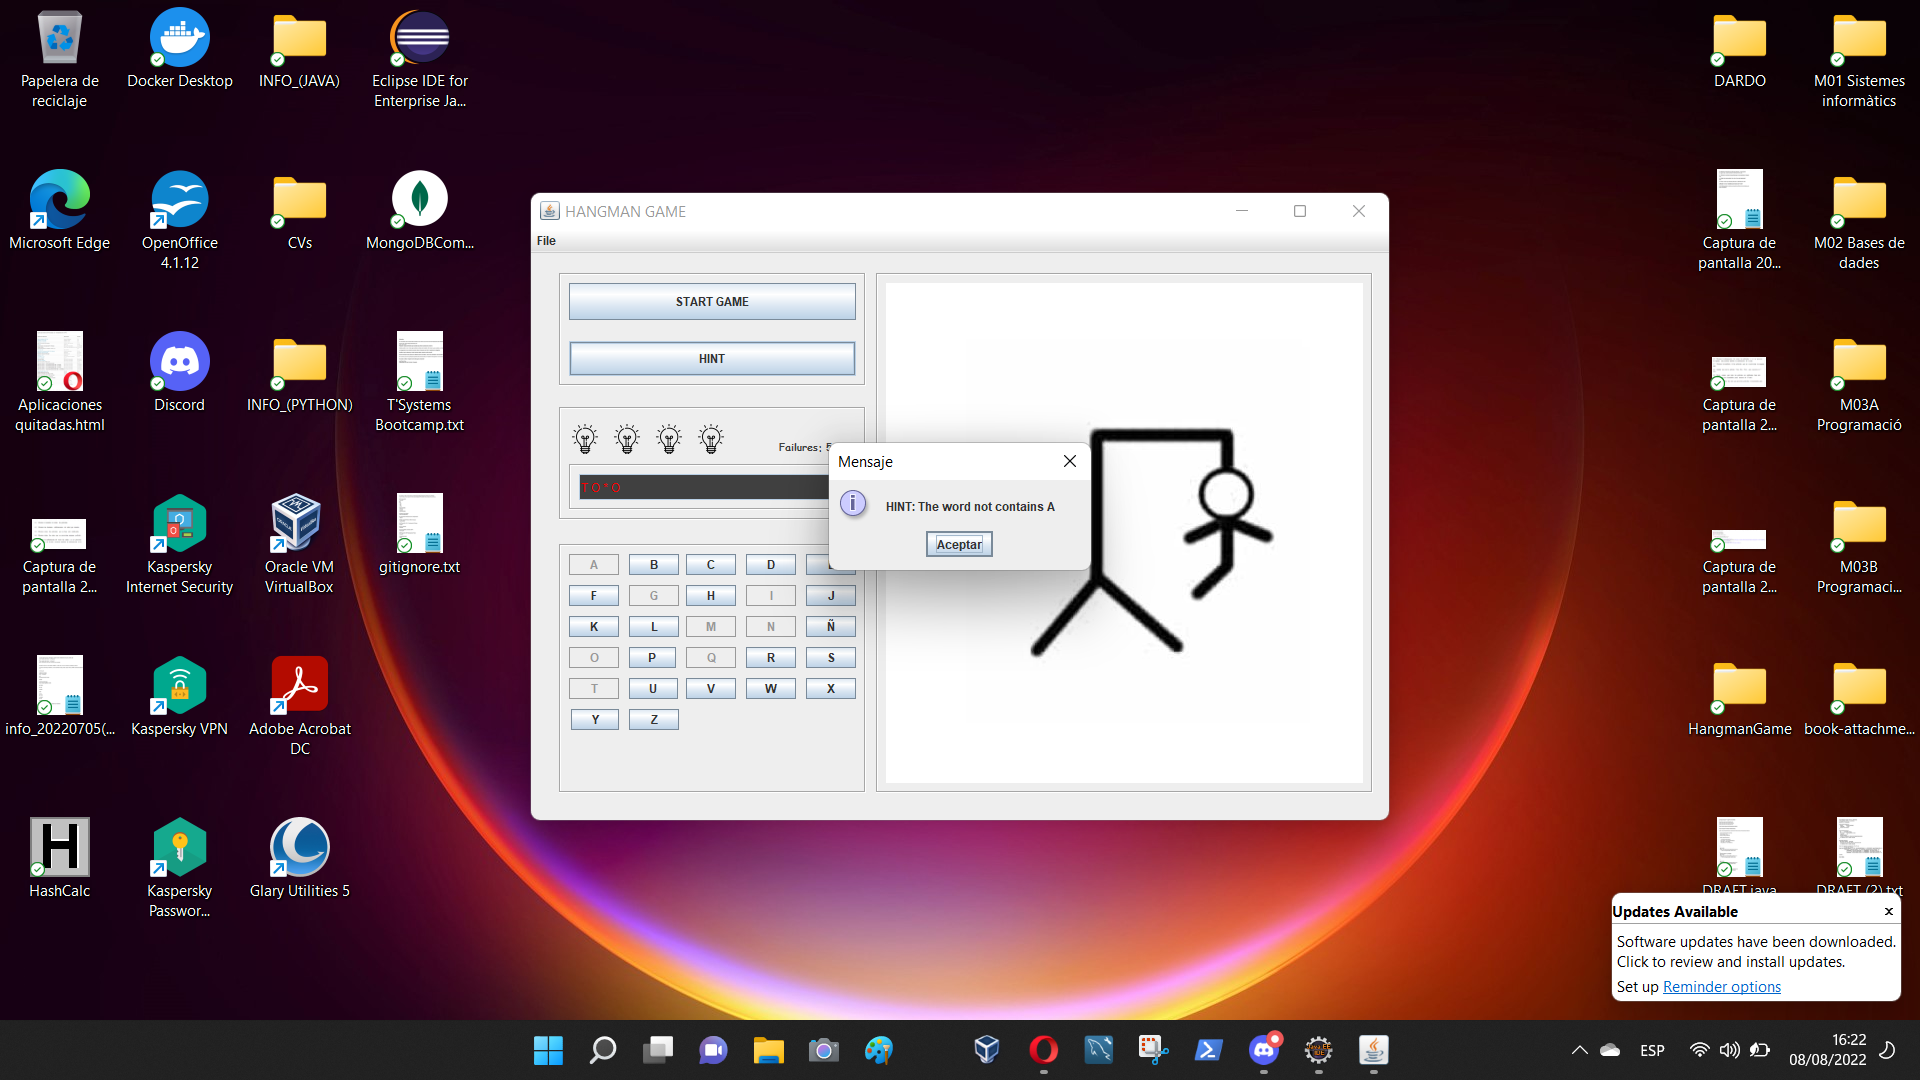 Papelera de
reciclaje
Docker Desktop
INFO_(JAVA)
Eclipse IDE for
Enterprise Ja...
DARDO
M01 Sistemes
informàtics
Microsoft Edge
OpenOffice
4.1.12
CVs
MongoDBCom...
Captura de
pantalla 20...
M02 Bases de
dades
Aplicaciones
quitadas.html
Discord
INFO_(PYTHON)
T'Systems
Bootcamp.txt
Captura de
pantalla 2...
M03A
Programació
Captura de
pantalla 2...
Kaspersky
Internet Security
Oracle VM
VirtualBox
gitignore.txt
Captura de
pantalla 2...
M03B
Programaci...
info_20220705(...
Kaspersky VPN
Adobe Acrobat
DC
HangmanGame
book-attachme...
HashCalc
Kaspersky
Passwor...
Glary Utilities 5
DRAFT.java
DRAFT (2).txt
HANGMAN GAME
File
START GAME
HINT
Failures: 5
Mensaje
HINT: The word not contains A
Aceptar
A B C D
F G H I J
K L M N Ñ
O P Q R S
T U V W X
Y Z
Updates Available x
Software updates have been downloaded.
Click to review and install updates.
Set up Reminder options
ESP
16:22
08/08/2022